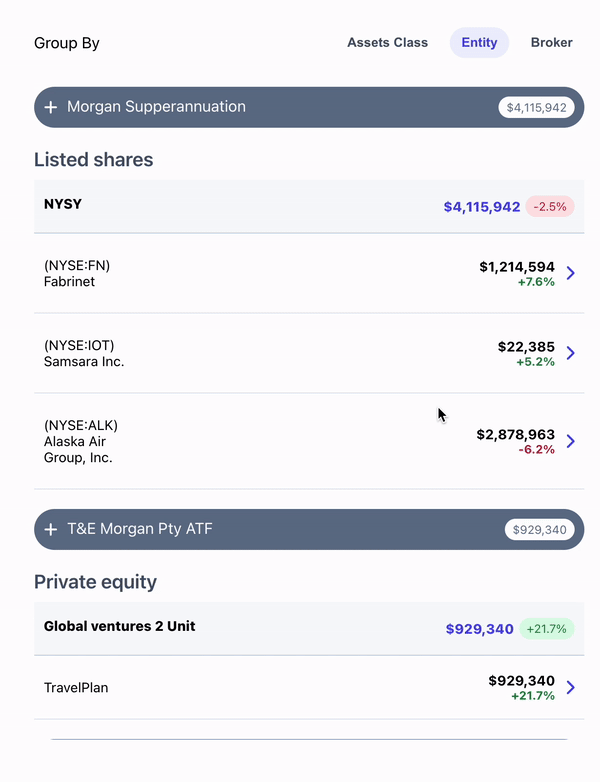 Group By
Assets Class
Entity
Broker
+ Morgan Supperannuation
$4,115,942
Listed shares
NYSY
$4,115,942
-2.5%
(NYSE:FN)
Fabrinet
$1,214,594
+7.6%
(NYSE:IOT)
Samsara Inc.
$22,385
+5.2%
(NYSE:ALK)
Alaska Air
Group, Inc.
$2,878,963
-6.2%
+ T&E Morgan Pty ATF
$929,340
Private equity
Global ventures 2 Unit
$929,340
+21.7%
TravelPlan
$929,340
+21.7%